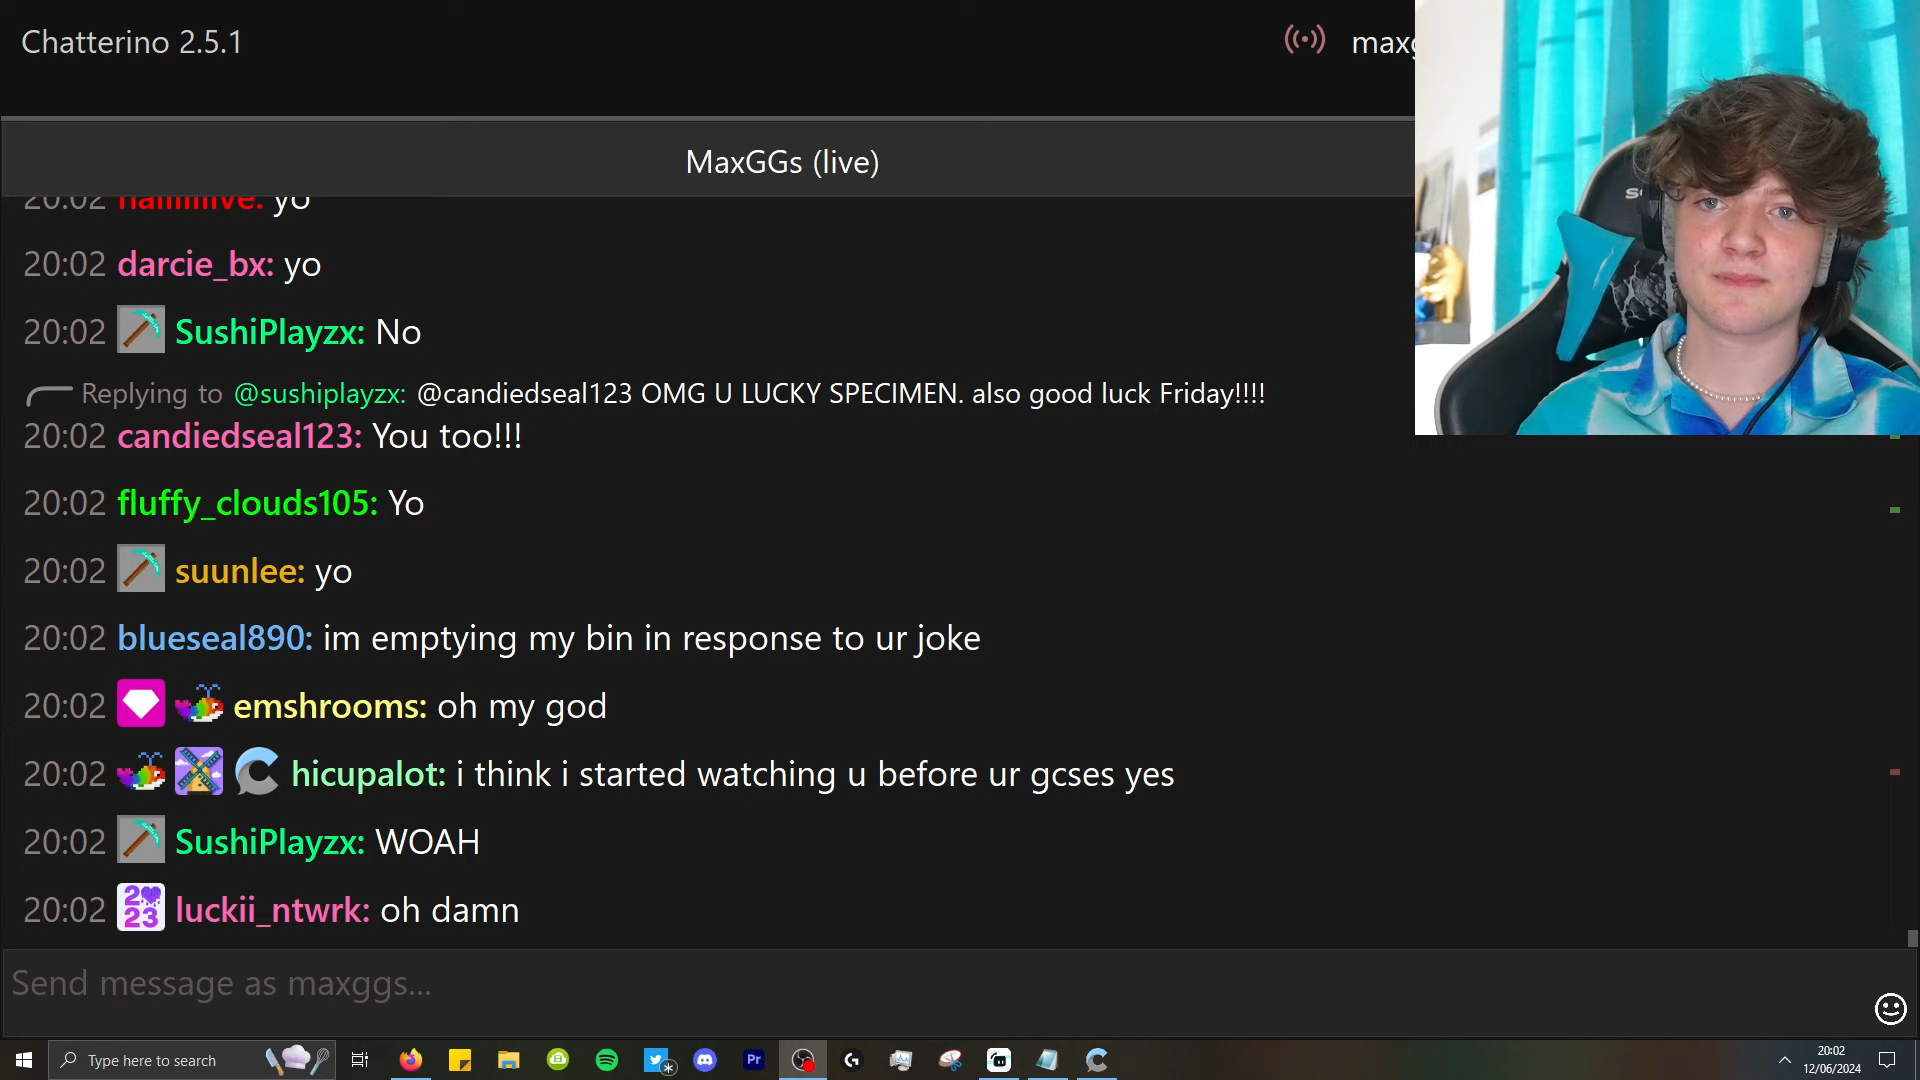 Chatterino 2.5.1
MaxGGs (live)
20:02 yo
20:02 darcie_bx: yo
20:02 SushiPlayzx: No
Replying to @sushiplayzx: @candiedseal123 OMG U LUCKY SPECIMEN. also good luck Friday!!!!
20:02 candiedseal123: You too!!!
20:02 fluffy_clouds105: Yo
20:02 suunlee: yo
20:02 blueseal890: im emptying my bin in response to ur joke
20:02 emshrooms: oh my god
20:02 hicupalot: i think i started watching u before ur gcses yes
20:02 SushiPlayzx: WOAH
20:02 luckii_ntwrk: oh damn
Send message as maxggs...
Type here to search
Pr
20:02
12/06/2024